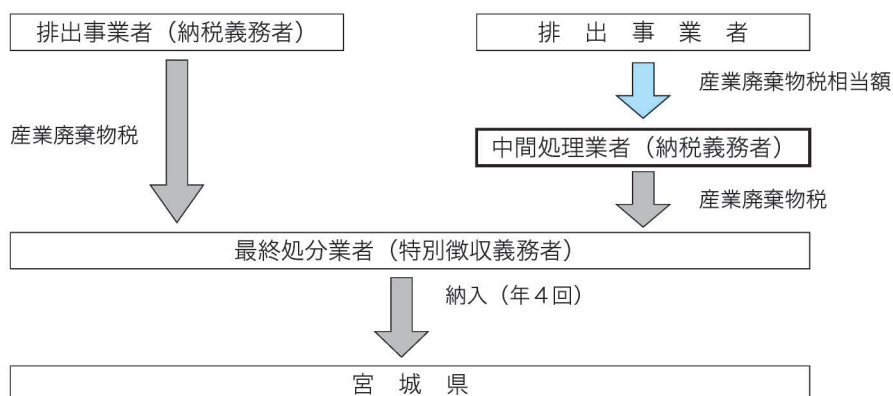 排出事業者（納税義務者）
排出事業者
産業廃棄物税相当額
産業廃棄物税
中間処理業者（納税義務者）
産業廃棄物税
最終処分業者（特別徴収義務者）
納入（年４回）
宮城県